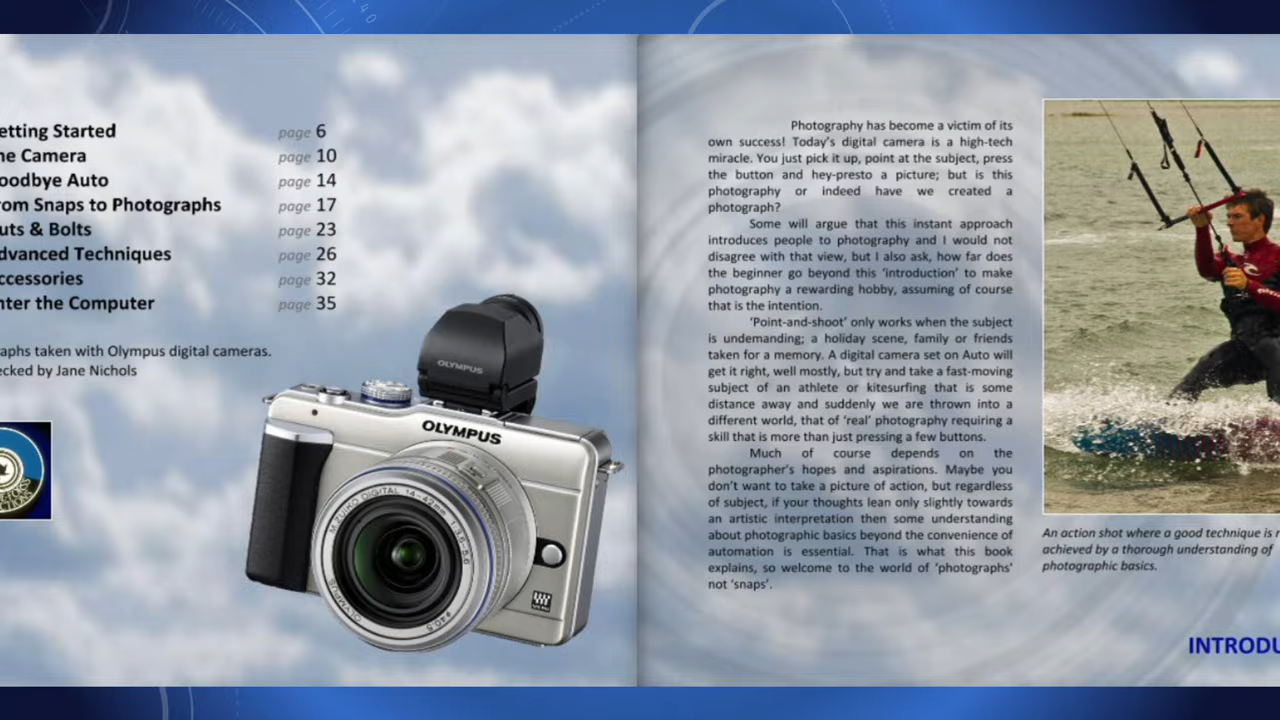 etting Started page 6
he Camera page 10
oodbye Auto page 14
rom Snaps to Photographs page 17
uts & Bolts page 23
dvanced Techniques page 26
ccessories page 32
nter the Computer page 35
aphs taken with Olympus digital cameras.
ecked by Jane Nichols
OLYMPUS
OLYMPUS
M.ZUIKO DIGITAL 14-42mm 1:3.5-5.6
OLYMPUS
ø40.5
Photography has become a victim of its
own success! Today's digital camera is a high-tech
miracle. You just pick it up, point at the subject, press
the button and hey-presto a picture; but is this
photography or indeed have we created a
photograph?
Some will argue that this instant approach
introduces people to photography and I would not
disagree with that view, but I also ask, how far does
the beginner go beyond this 'introduction' to make
photography a rewarding hobby, assuming of course
that is the intention.
'Point-and-shoot' only works when the subject
is undemanding; a holiday scene, family or friends
taken for a memory. A digital camera set on Auto will
get it right, well mostly, but try and take a fast-moving
subject of an athlete or kitesurfing that is some
distance away and suddenly we are thrown into a
different world, that of 'real' photography requiring a
skill that is more than just pressing a few buttons.
Much of course depends on the
photographer's hopes and aspirations. Maybe you
don't want to take a picture of action, but regardless
of subject, if your thoughts lean only slightly towards
an artistic interpretation then some understanding
about photographic basics beyond the convenience of
automation is essential. That is what this book
explains, so welcome to the world of 'photographs'
not 'snaps'.
An action shot where a good technique is r
achieved by a thorough understanding of
photographic basics.
INTRODU